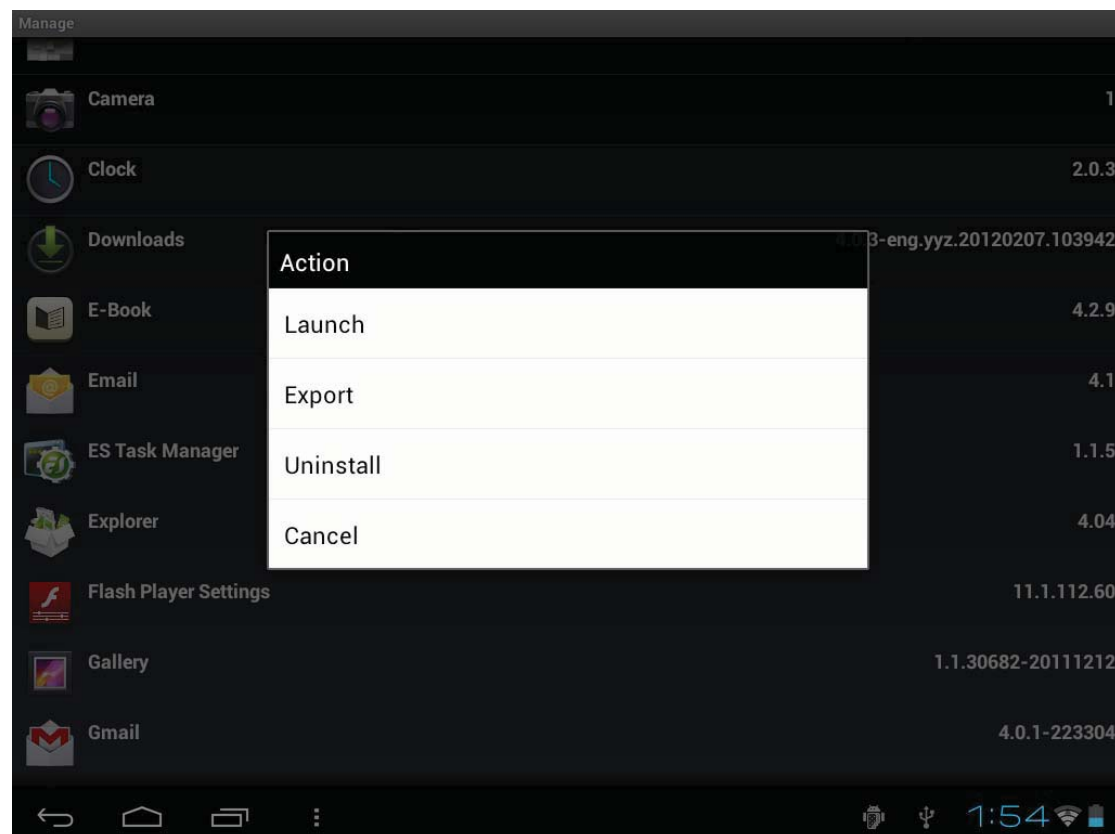 Manage
Camera 1
Clock 2.0.3
Downloads 4.0.3-eng.yyz.20120207.103942
Action
E-Book 4.2.9
Launch
Email 4.1
Export
ES Task Manager 1.1.5
Uninstall
Explorer 4.04
Cancel
Flash Player Settings 11.1.112.60
Gallery 1.1.30682-20111212
Gmail 4.0.1-223304
1:54